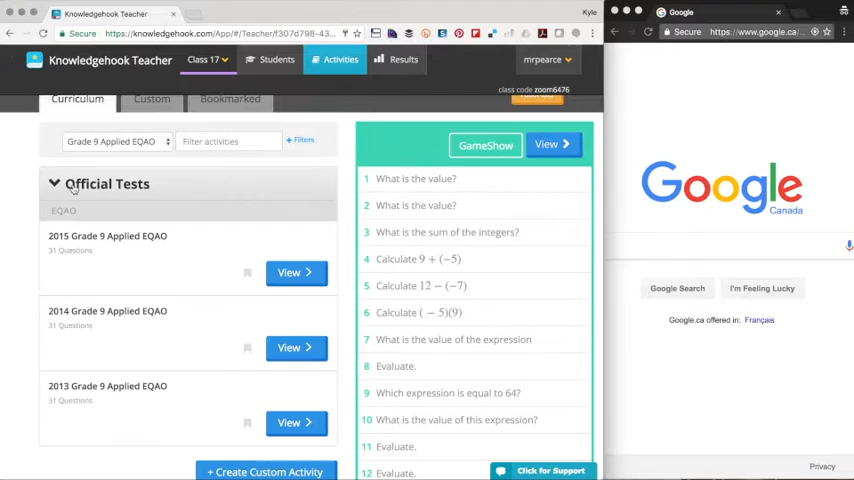 Knowledgehook Teacher
Kyle
Google
Secure
https://knowledgehook.com/App/#/Teacher/f307d798-43
Secure
https://www.google.ca/...
Knowledgehook Teacher
Class 17
Students
Activities
Results
mrpearce
class code zoom6476
Curriculum
Custom
Bookmarked
Grade 9 Applied EQAO
Filter activities
+ Filters
Official Tests
EQAO
2015 Grade 9 Applied EQAO
31 Questions
View
2014 Grade 9 Applied EQAO
31 Questions
View
2013 Grade 9 Applied EQAO
31 Questions
View
+ Create Custom Activity
GameShow
View
1 What is the value?
2 What is the value?
3 What is the sum of the integers?
4 Calculate 9 + (−5)
5 Calculate 12 − (−7)
6 Calculate ( − 5)(9)
7 What is the value of the expression
8 Evaluate.
9 Which expression is equal to 64?
10 What is the value of this expression?
11 Evaluate.
12 Evaluate.
Click for Support
Google
Canada
Google Search
I'm Feeling Lucky
Google.ca offered in: Français
Privacy